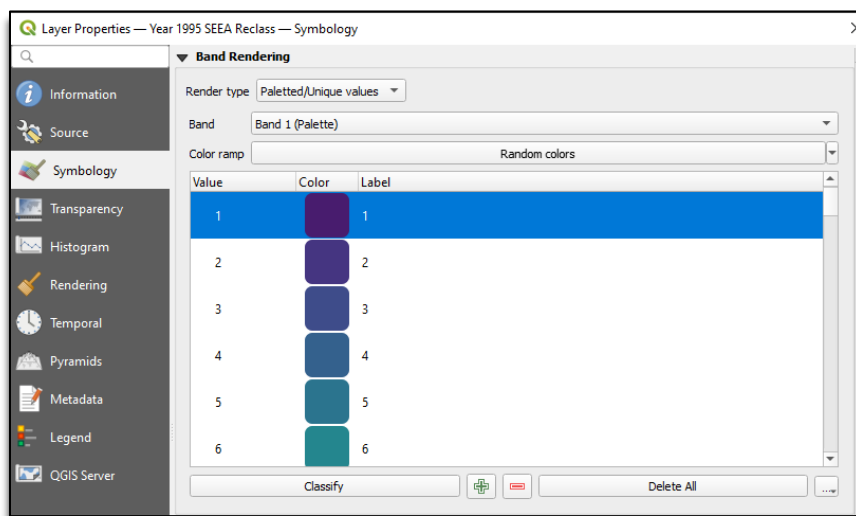 Layer Properties — Year 1995 SEEA Reclass — Symbology
Information
Source
Symbology
Transparency
Histogram
Rendering
Temporal
Pyramids
Metadata
Legend
QGIS Server
Band Rendering
Render type Paletted/Unique values
Band Band 1 (Palette)
Color ramp Random colors
Value Color Label
1 1
2 2
3 3
4 4
5 5
6 6
Classify Delete All ...